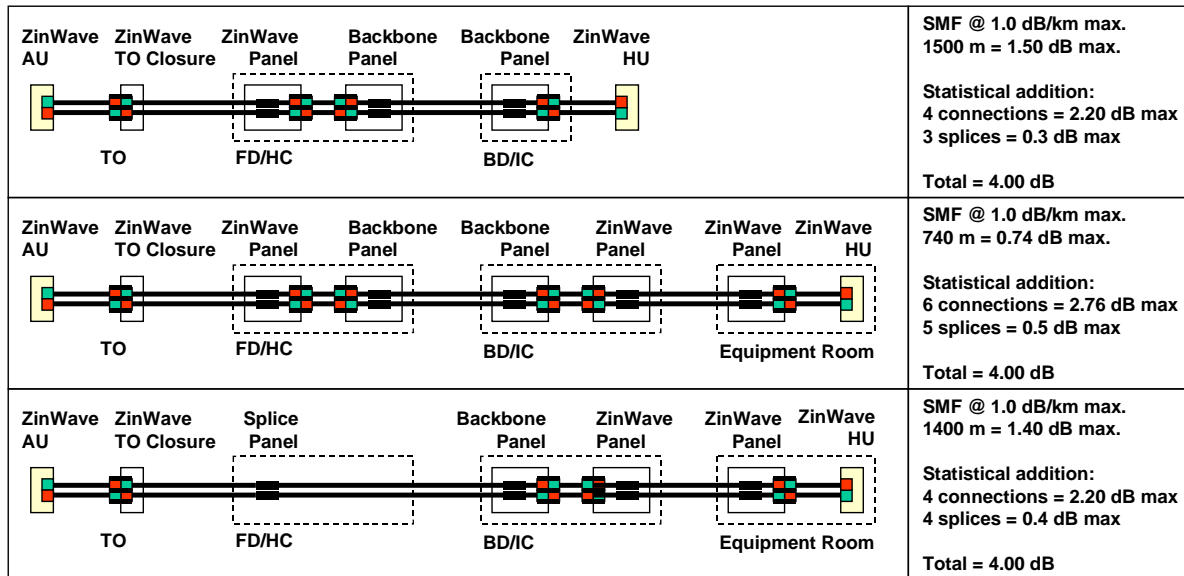 ZinWave AU
ZinWave TO Closure
ZinWave Panel
Backbone Panel
Backbone Panel
ZinWave HU
TO
FD/HC
BD/IC
SMF @ 1.0 dB/km max.
1500 m = 1.50 dB max.
Statistical addition:
4 connections = 2.20 dB max
3 splices = 0.3 dB max
Total = 4.00 dB
ZinWave AU
ZinWave TO Closure
ZinWave Panel
Backbone Panel
Backbone Panel
ZinWave Panel
ZinWave Panel
ZinWave HU
TO
FD/HC
BD/IC
Equipment Room
SMF @ 1.0 dB/km max.
740 m = 0.74 dB max.
Statistical addition:
6 connections = 2.76 dB max
5 splices = 0.5 dB max
Total = 4.00 dB
ZinWave AU
ZinWave TO Closure
Splice Panel
Backbone Panel
ZinWave Panel
ZinWave Panel
ZinWave HU
TO
FD/HC
BD/IC
Equipment Room
SMF @ 1.0 dB/km max.
1400 m = 1.40 dB max.
Statistical addition:
4 connections = 2.20 dB max
4 splices = 0.4 dB max
Total = 4.00 dB